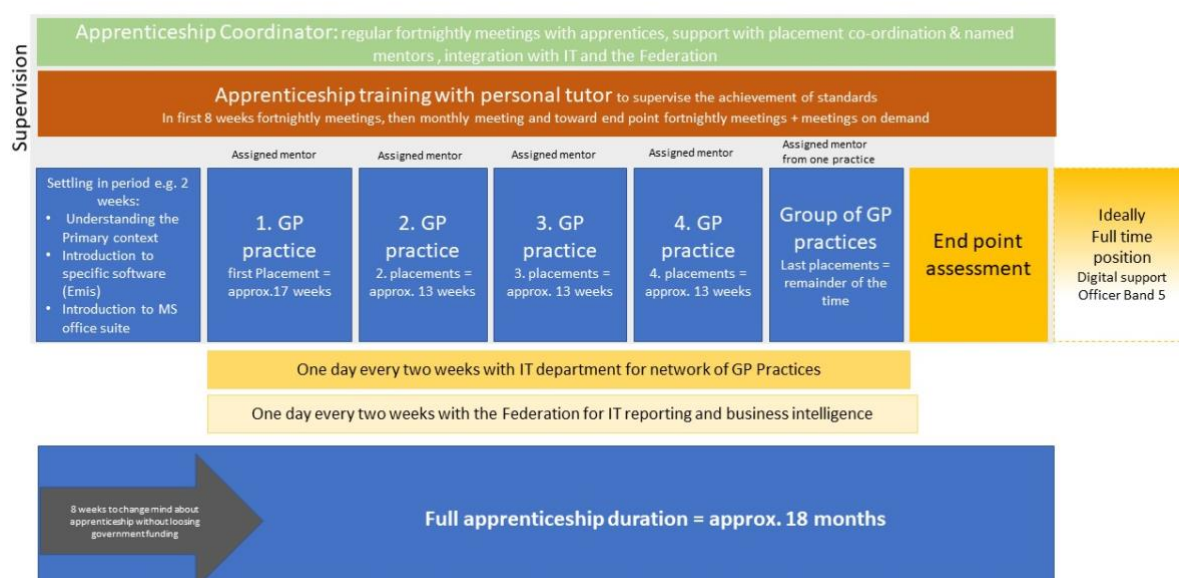 Supervision
Apprenticeship Coordinator: regular fortnightly meetings with apprentices, support with placement co-ordination & named
mentors , integration with IT and the Federation
Apprenticeship training with personal tutor to supervise the achievement of standards
In first 8 weeks fortnightly meetings, then monthly meeting and toward end point fortnightly meetings + meetings on demand
Assigned mentor
Assigned mentor
Assigned mentor
Assigned mentor
Assigned mentor
from one practice
Settling in period e.g. 2
weeks:
• Understanding the
Primary context
• Introduction to
specific software
(Emis)
• Introduction to MS
office suite
1. GP
practice
first Placement =
approx.17 weeks
2. GP
practice
2. placements =
approx. 13 weeks
3. GP
practice
3. placements =
approx. 13 weeks
4. GP
practice
4. placements =
approx. 13 weeks
Group of GP
practices
Last placements =
remainder of the
time
End point
assessment
Ideally
Full time
position
Digital support
Officer Band 5
One day every two weeks with IT department for network of GP Practices
One day every two weeks with the Federation for IT reporting and business intelligence
8 weeks to change mind about
apprenticeship without loosing
government funding
Full apprenticeship duration = approx. 18 months